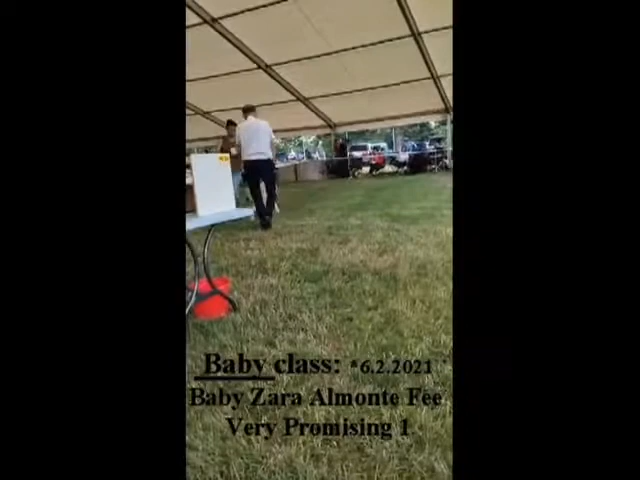 Baby class: *6.2.2021
Baby Zara Almonte Fee
Very Promising 1